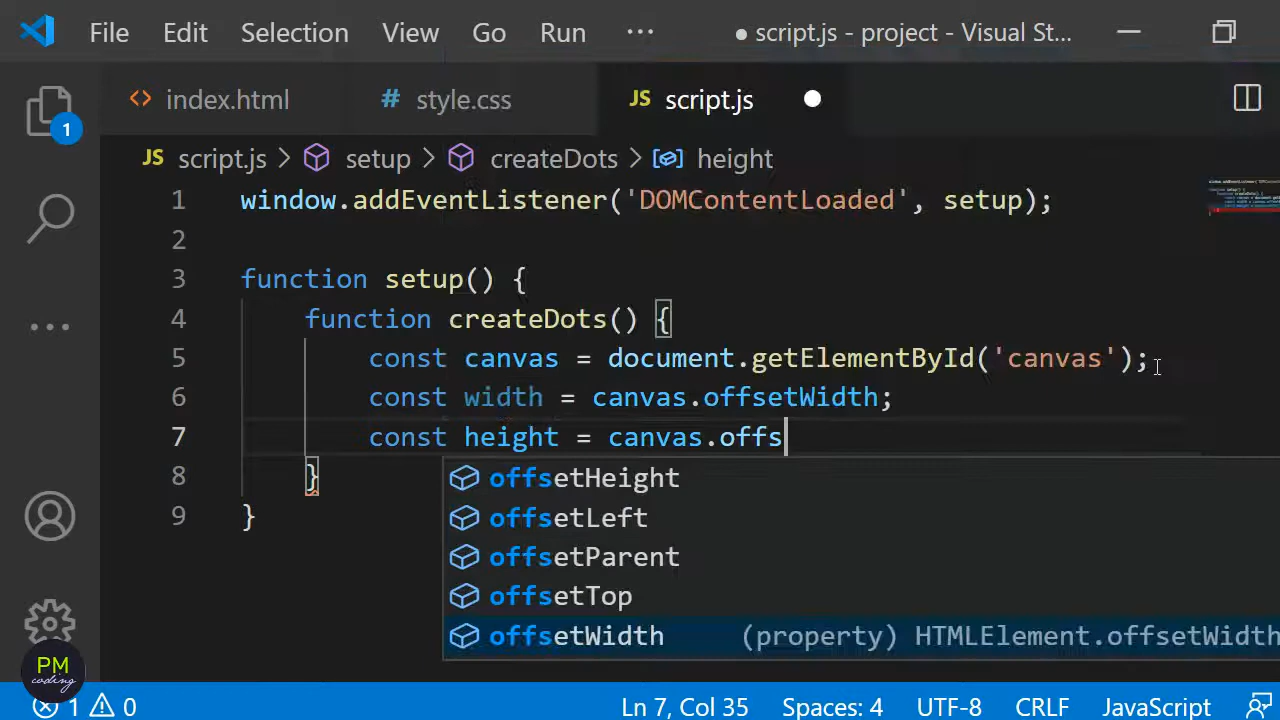 File Edit Selection View Go Run ··· ● script.js - project - Visual St...
index.html # style.css JS script.js
1
JS script.js > setup > createDots > height
1 window.addEventListener('DOMContentLoaded', setup);
2
3 function setup() {
4 function createDots() {
5 const canvas = document.getElementById('canvas');
6 const width = canvas.offsetWidth;
7 const height = canvas.offs
8 }
offsetHeight
9 }
offsetLeft
offsetParent
offsetTop
offsetWidth (property) HTMLElement.offsetWidth
PM
coding
1 0 Ln 7, Col 35 Spaces: 4 UTF-8 CRLF JavaScript